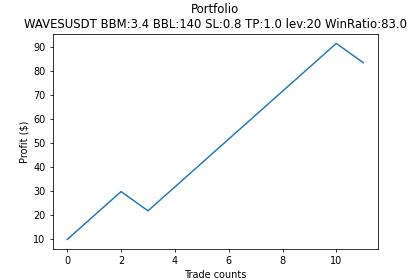 Portfolio
WAVESUSDT BBM:3.4 BBL:140 SL:0.8 TP:1.0 lev:20 WinRatio:83.0
90
80
70
60
50
40
30
20
10
Profit ($)
0 2 4 6 8 10
Trade counts